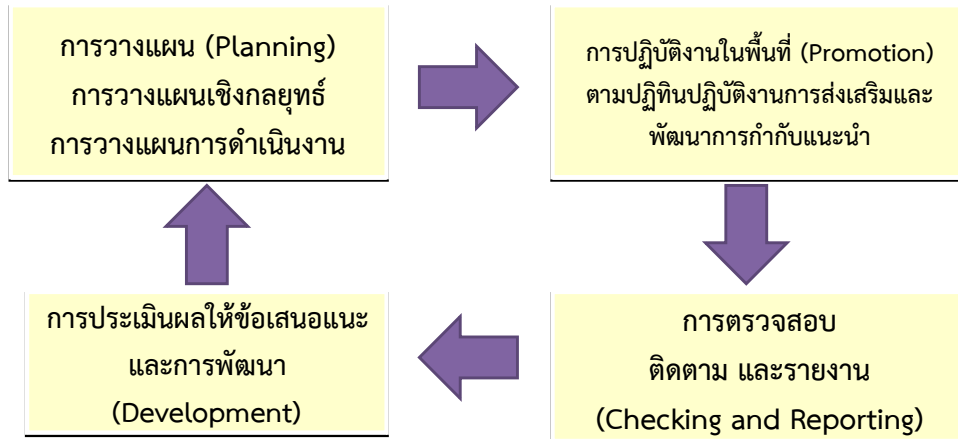 การวางแผน (Planning)
การวางแผนเชิงกลยุทธ์
การวางแผนการดำเนินงาน
การปฏิบัติงานในพื้นที่ (Promotion)
ตามปฏิทินปฏิบัติงานการส่งเสริมและ
พัฒนาการกำกับแนะนำ
การตรวจสอบ
ติดตาม และรายงาน
(Checking and Reporting)
การประเมินผลให้ข้อเสนอแนะ
และการพัฒนา
(Development)